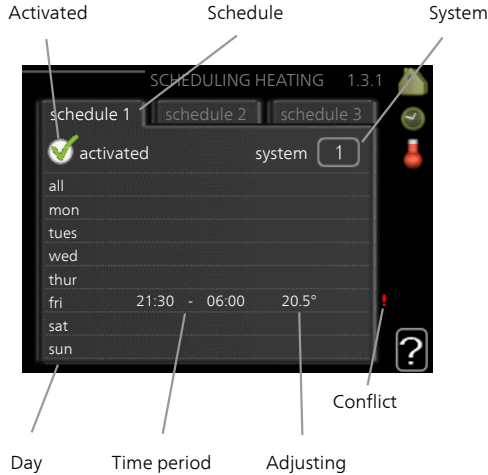 Activated Schedule System
SCHEDULING HEATING 1.3.1
schedule 1 schedule 2 schedule 3
activated system 1
all
mon
tues
wed
thur
fri 21:30 - 06:00 20.5° !
sat
sun
?
Conflict
Day Time period Adjusting